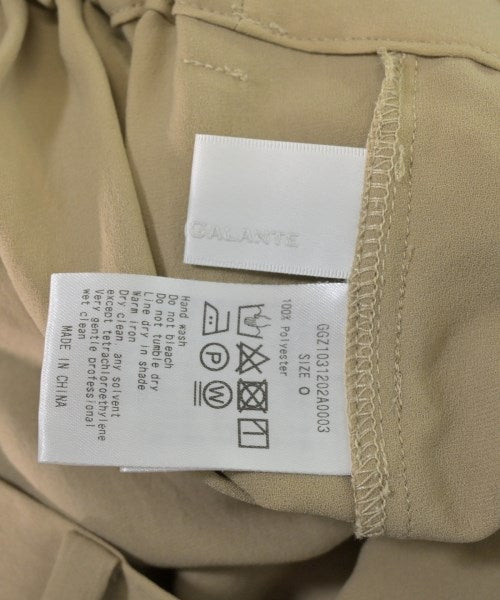 GALANTE
GGZ1031202A0003
SIZE O
100% Polyester
P
W
Hand wash
Do not bleach
Do not tumble dry
Line dry in shade
Warm iron
Dry clean, any solvent
except tetrachloroethylene
Very gentle professional
wet clean
MADE IN CHINA